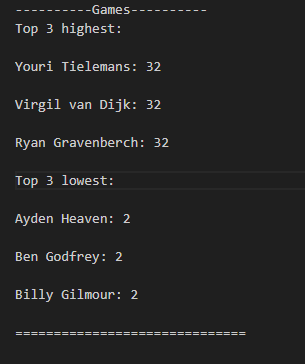 ----------Games----------
Top 3 highest:
Youri Tielemans: 32
Virgil van Dijk: 32
Ryan Gravenberch: 32
Top 3 lowest:
Ayden Heaven: 2
Ben Godfrey: 2
Billy Gilmour: 2
==============================